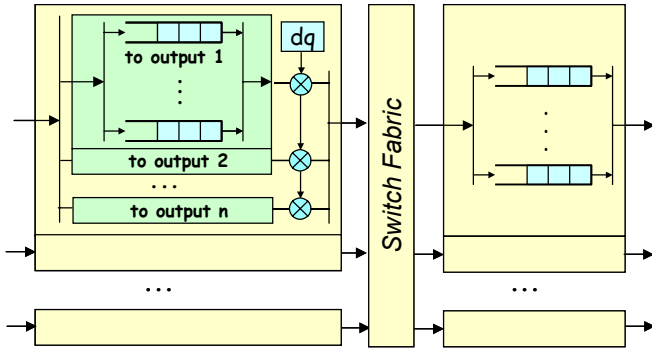 dq
to output 1
to output 2
...
to output n
Switch Fabric
...
...